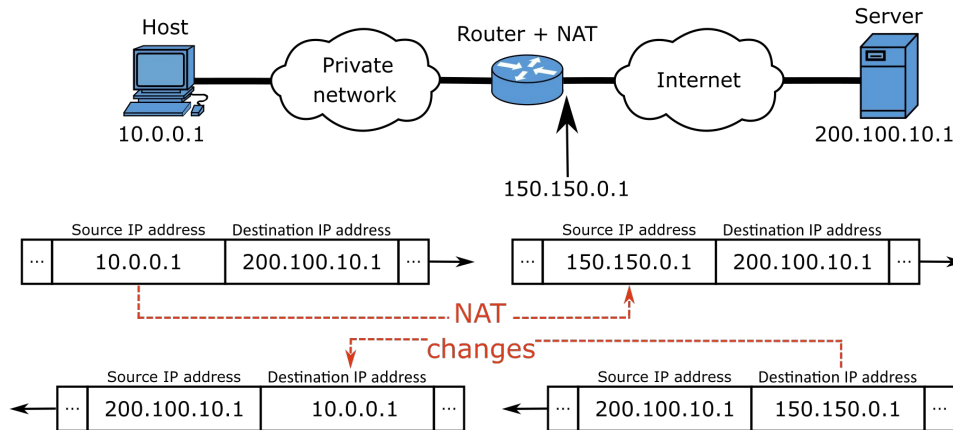 Host
Router + NAT
Server
Private
network
Internet
10.0.0.1
200.100.10.1
150.150.0.1
Source IP address Destination IP address
... 10.0.0.1 200.100.10.1 ...
Source IP address Destination IP address
... 150.150.0.1 200.100.10.1 ...
NAT
changes
Source IP address Destination IP address
... 200.100.10.1 10.0.0.1 ...
Source IP address Destination IP address
... 200.100.10.1 150.150.0.1 ...